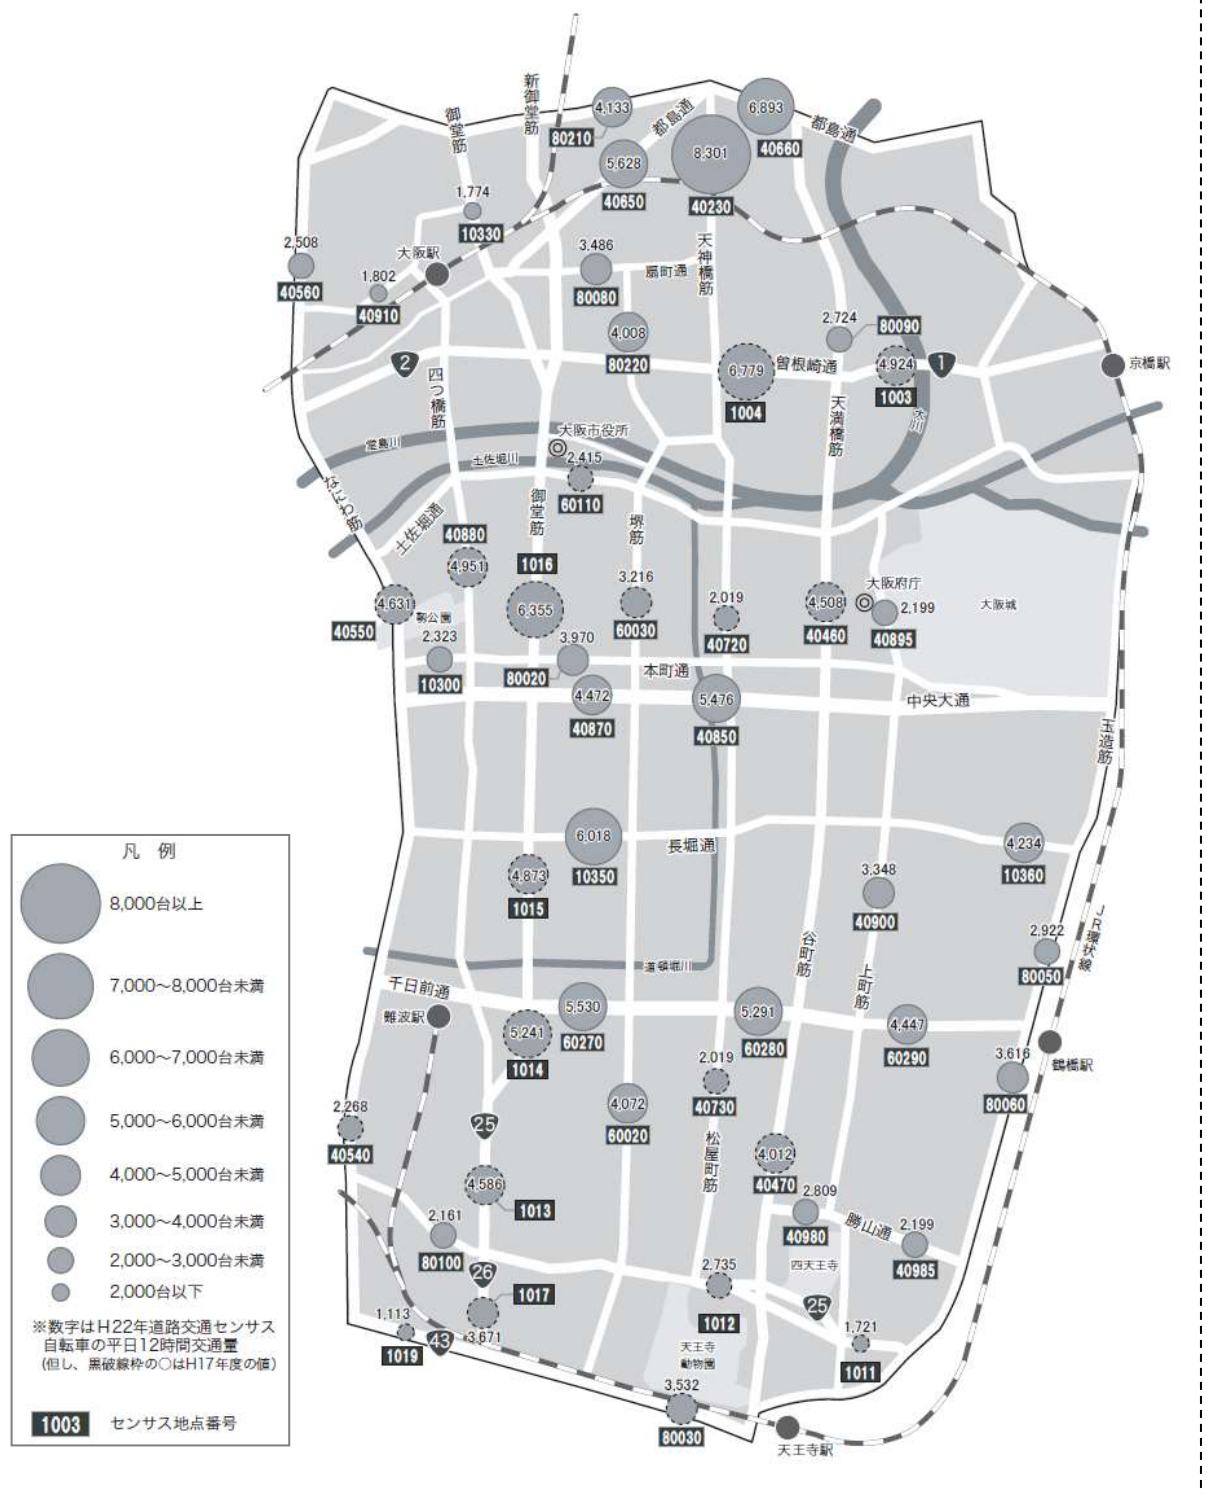 新御堂筋
御堂筋
4,133
80210
都島通
6,893
都島通
40660
5,628
40650
8,301
40230
1,774
10330
大阪駅
2,508
40560
1,802
40910
3,486
80080
扇町通
天神橋筋
4,008
80220
2,724
80090
6,779
1004
曽根崎通
4,924
1003
1
京橋駅
2
四つ橋筋
天満橋筋
大川
大阪市役所
堂島川
土佐堀川
2,415
60110
なにわ筋
土佐堀通
御堂筋
堺筋
40880
4,951
1016
6,355
4,631
40550
靭公園
2,323
10300
3,216
60030
2,019
40720
4,508
40460
大阪府庁
2,199
40895
大阪城
3,970
80020
本町通
4,472
40870
5,476
40850
中央大通
玉造筋
6,018
10350
長堀通
4,234
10360
4,873
1015
3,348
40900
JR環状線
2,922
80050
谷町筋
上町筋
道頓堀川
千日前通
難波駅
5,530
60270
5,241
1014
5,291
60280
4,447
60290
鶴橋駅
3,616
80060
2,019
40730
4,072
60020
2,268
40540
25
松屋町筋
4,012
40470
4,586
1013
2,809
40980
勝山通
2,199
40985
2,161
80100
四天王寺
26
1017
3,671
2,735
1012
25
1,721
1011
1,113
1019
43
天王寺
動物園
3,532
80030
天王寺駅
凡 例
8,000台以上
7,000～8,000台未満
6,000～7,000台未満
5,000～6,000台未満
4,000～5,000台未満
3,000～4,000台未満
2,000～3,000台未満
2,000台以下
※数字はH22年道路交通センサス
自転車の平日12時間交通量
(但し、黒破線枠の○はH17年度の値)
1003 センサス地点番号